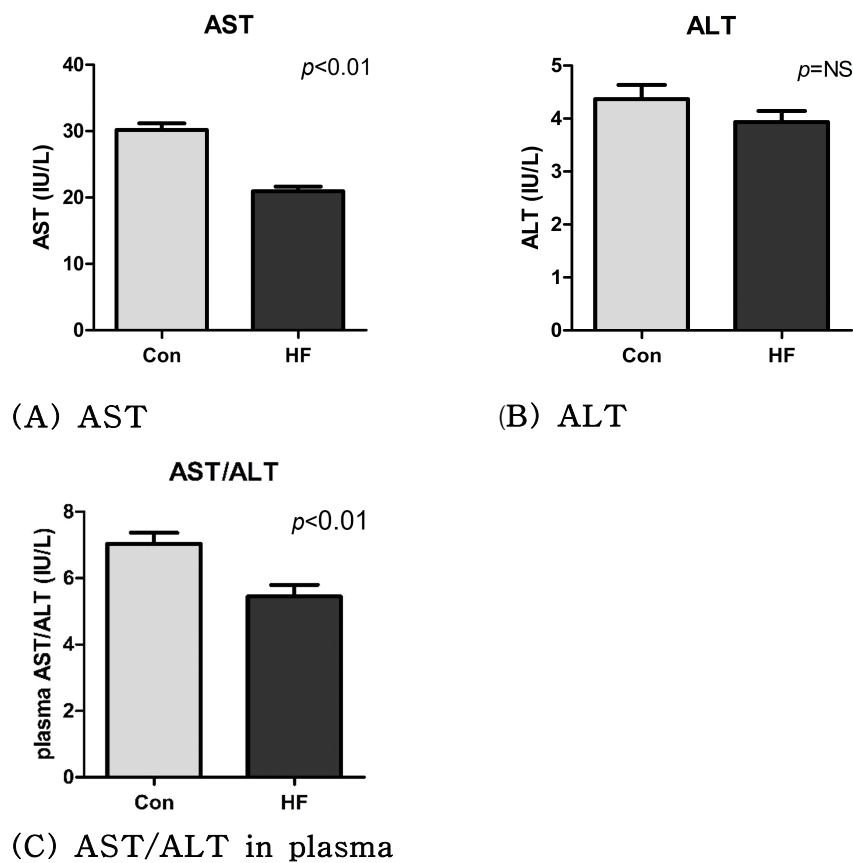 AST
p<0.01
40
30
20
10
0
AST (IU/L)
Con HF
(A) AST
ALT
p=NS
5
4
3
2
1
0
ALT (IU/L)
Con HF
(B) ALT
AST/ALT
p<0.01
8
6
4
2
0
plasma AST/ALT (IU/L)
Con HF
(C) AST/ALT in plasma